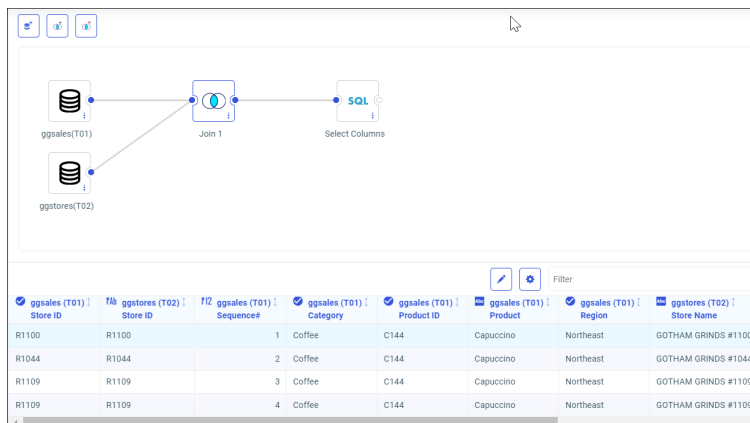 SQL
ggsales(T01)
Join 1
Select Columns
ggstores(T02)
Filter
ggsales (T01)
Store ID
ggstores (T02)
Store ID
ggsales (T01)
Sequence#
ggsales (T01)
Category
ggsales (T01)
Product ID
ggsales (T01)
Product
ggsales (T01)
Region
ggstores (T02)
Store Name
R1100 R1100 1 Coffee C144 Capuccino Northeast GOTHAM GRINDS #1100
R1044 R1044 2 Coffee C144 Capuccino Northeast GOTHAM GRINDS #1044
R1109 R1109 3 Coffee C144 Capuccino Northeast GOTHAM GRINDS #1109
R1109 R1109 4 Coffee C144 Capuccino Northeast GOTHAM GRINDS #1109